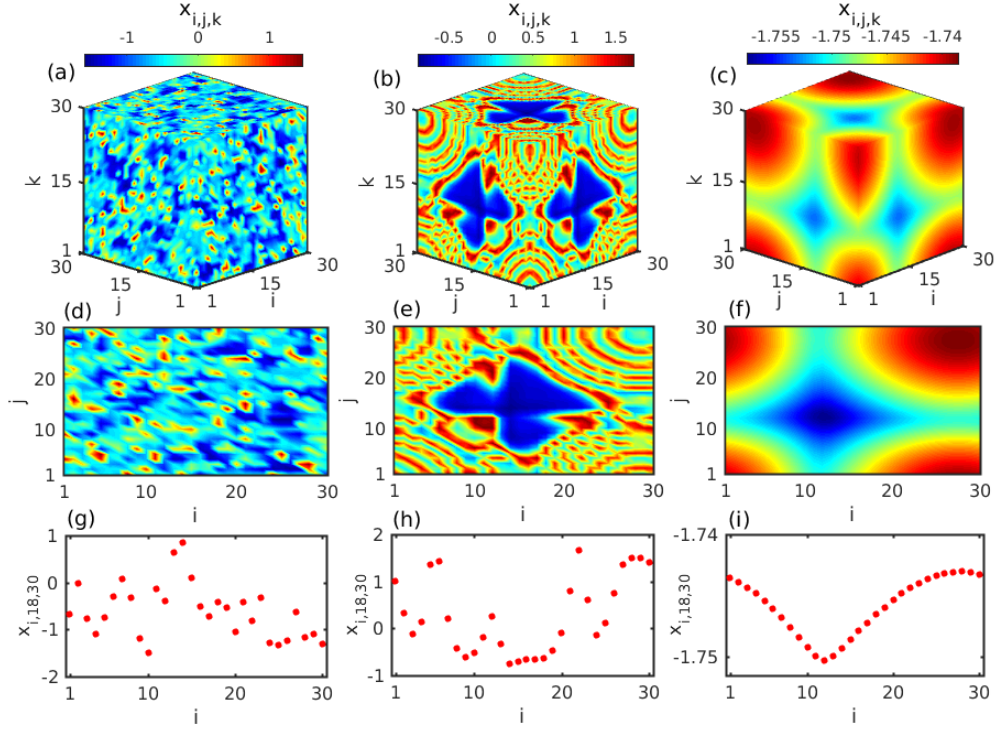 x_{i,j,k} x_{i,j,k} x_{i,j,k}
-1 0 1 -0.5 0 0.5 1 1.5 -1.755 -1.75 -1.745 -1.74
(a) (b) (c)
30 30 30
k k k
15 15 15
1 1 1
30 30 30 30 30 30
15 15 15 15 15 15
j i j i j i
1 1 1 1 1 1
(d) (e) (f)
30 30 30
20 20 20
j j j
10 10 10
1 1 1
1 10 20 30 1 10 20 30 1 10 20 30
i i i
(g) (h) (i)
1 2 -1.74
0 1
x_{i,18,30} x_{i,18,30} x_{i,18,30}
-1 0
-2 -1 -1.75
1 10 20 30 1 10 20 30 1 10 20 30
i i i